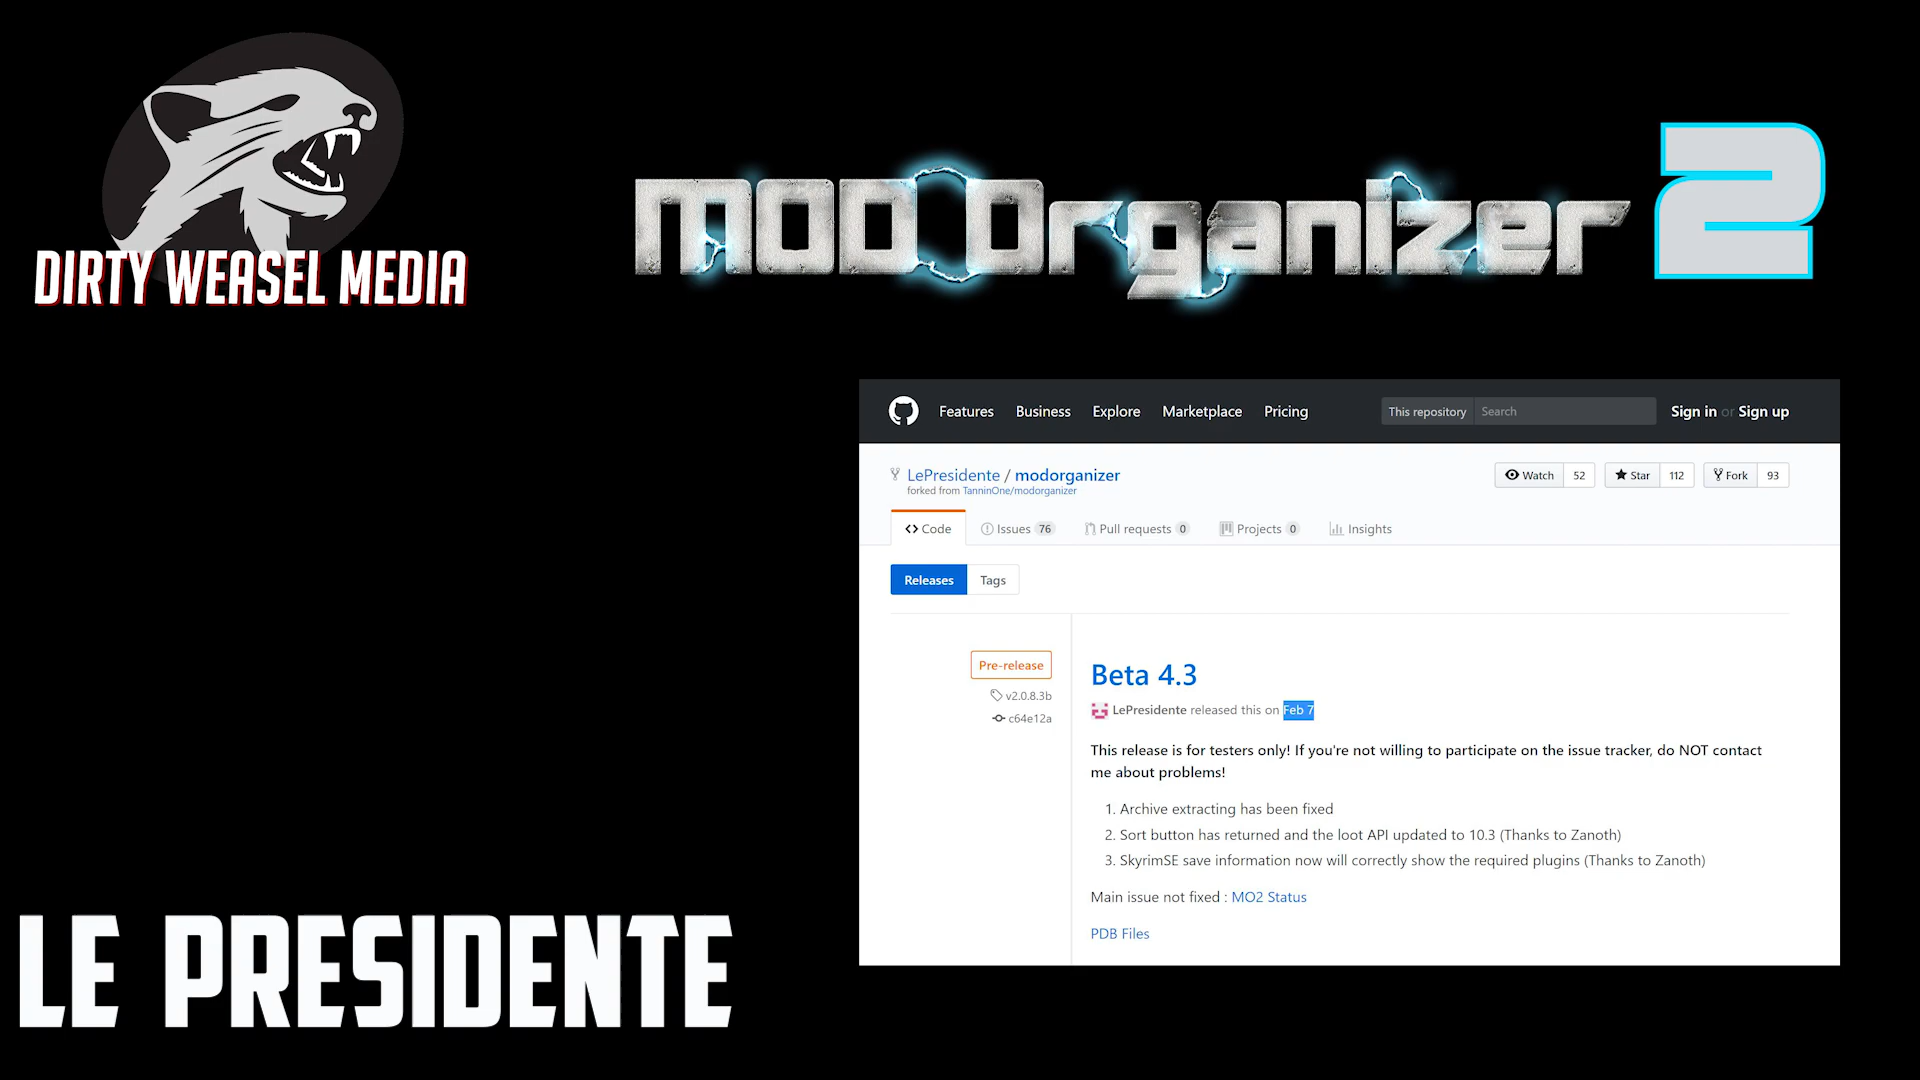 DIRTY WEASEL MEDIA
MOD Organizer 2
Features Business Explore Marketplace Pricing This repository Search Sign in or Sign up
LePresidente / modorganizer Watch 52 Star 112 Fork 93
forked from TanninOne/modorganizer
Code Issues 76 Pull requests 0 Projects 0 Insights
Releases Tags
Pre-release
v2.0.8.3b
c64e12a
Beta 4.3
LePresidente released this on Feb 7
This release is for testers only! If you're not willing to participate on the issue tracker, do NOT contact
me about problems!
1. Archive extracting has been fixed
2. Sort button has returned and the loot API updated to 10.3 (Thanks to Zanoth)
3. SkyrimSE save information now will correctly show the required plugins (Thanks to Zanoth)
Main issue not fixed : MO2 Status
PDB Files
LE PRESIDENTE